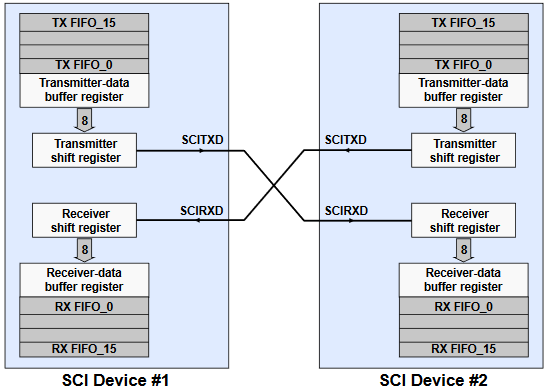 TX FIFO_15
TX FIFO_0
Transmitter-data
buffer register
8
Transmitter
shift register
SCITXD
Receiver
shift register
SCIRXD
8
Receiver-data
buffer register
RX FIFO_0
RX FIFO_15
SCI Device #1
TX FIFO_15
TX FIFO_0
Transmitter-data
buffer register
8
SCITXD
Transmitter
shift register
SCIRXD
Receiver
shift register
8
Receiver-data
buffer register
RX FIFO_0
RX FIFO_15
SCI Device #2